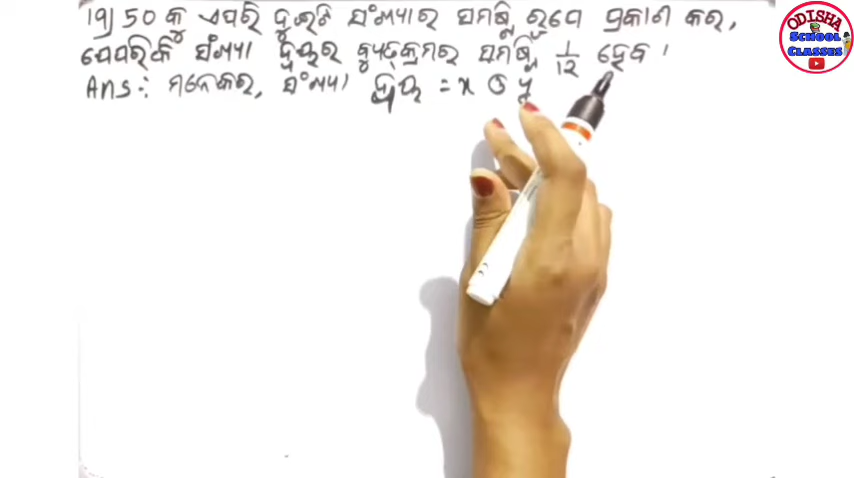 19) 50 କୁ ଏପରି ଦୁଇଟି ସଂଖ୍ୟାର ସମଷ୍ଟି ରୂପେ ପ୍ରକାଶ କର,
ଯେପରିକି ସଂଖ୍ୟା ଦ୍ୱୟର ବ୍ୟୁତ୍କ୍ରମର ସମଷ୍ଟି 1/12 ହେବ ।
Ans : ମନେକର, ସଂଖ୍ୟା ଦ୍ୱୟ = x ଓ y
ODISHA
SCHOOL
CLASSES